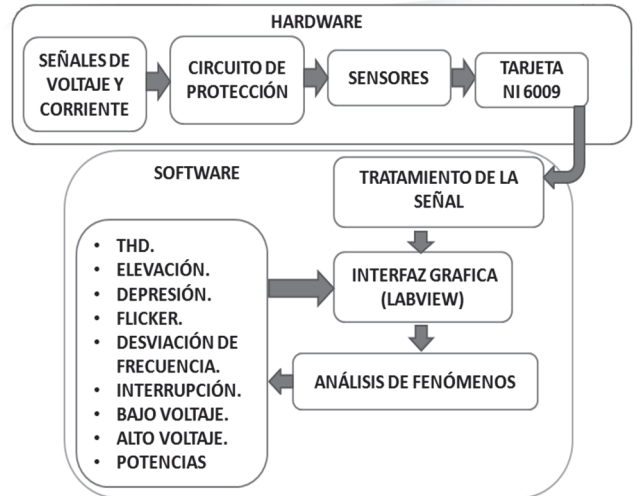 HARDWARE
SEÑALES DE
VOLTAJE Y
CORRIENTE
CIRCUITO DE
PROTECCIÓN
SENSORES
TARJETA
NI 6009
SOFTWARE
TRATAMIENTO DE LA
SEÑAL
INTERFAZ GRAFICA
(LABVIEW)
ANÁLISIS DE FENÓMENOS
• THD.
• ELEVACIÓN.
• DEPRESIÓN.
• FLICKER.
• DESVIACIÓN DE
FRECUENCIA.
• INTERRUPCIÓN.
• BAJO VOLTAJE.
• ALTO VOLTAJE.
• POTENCIAS